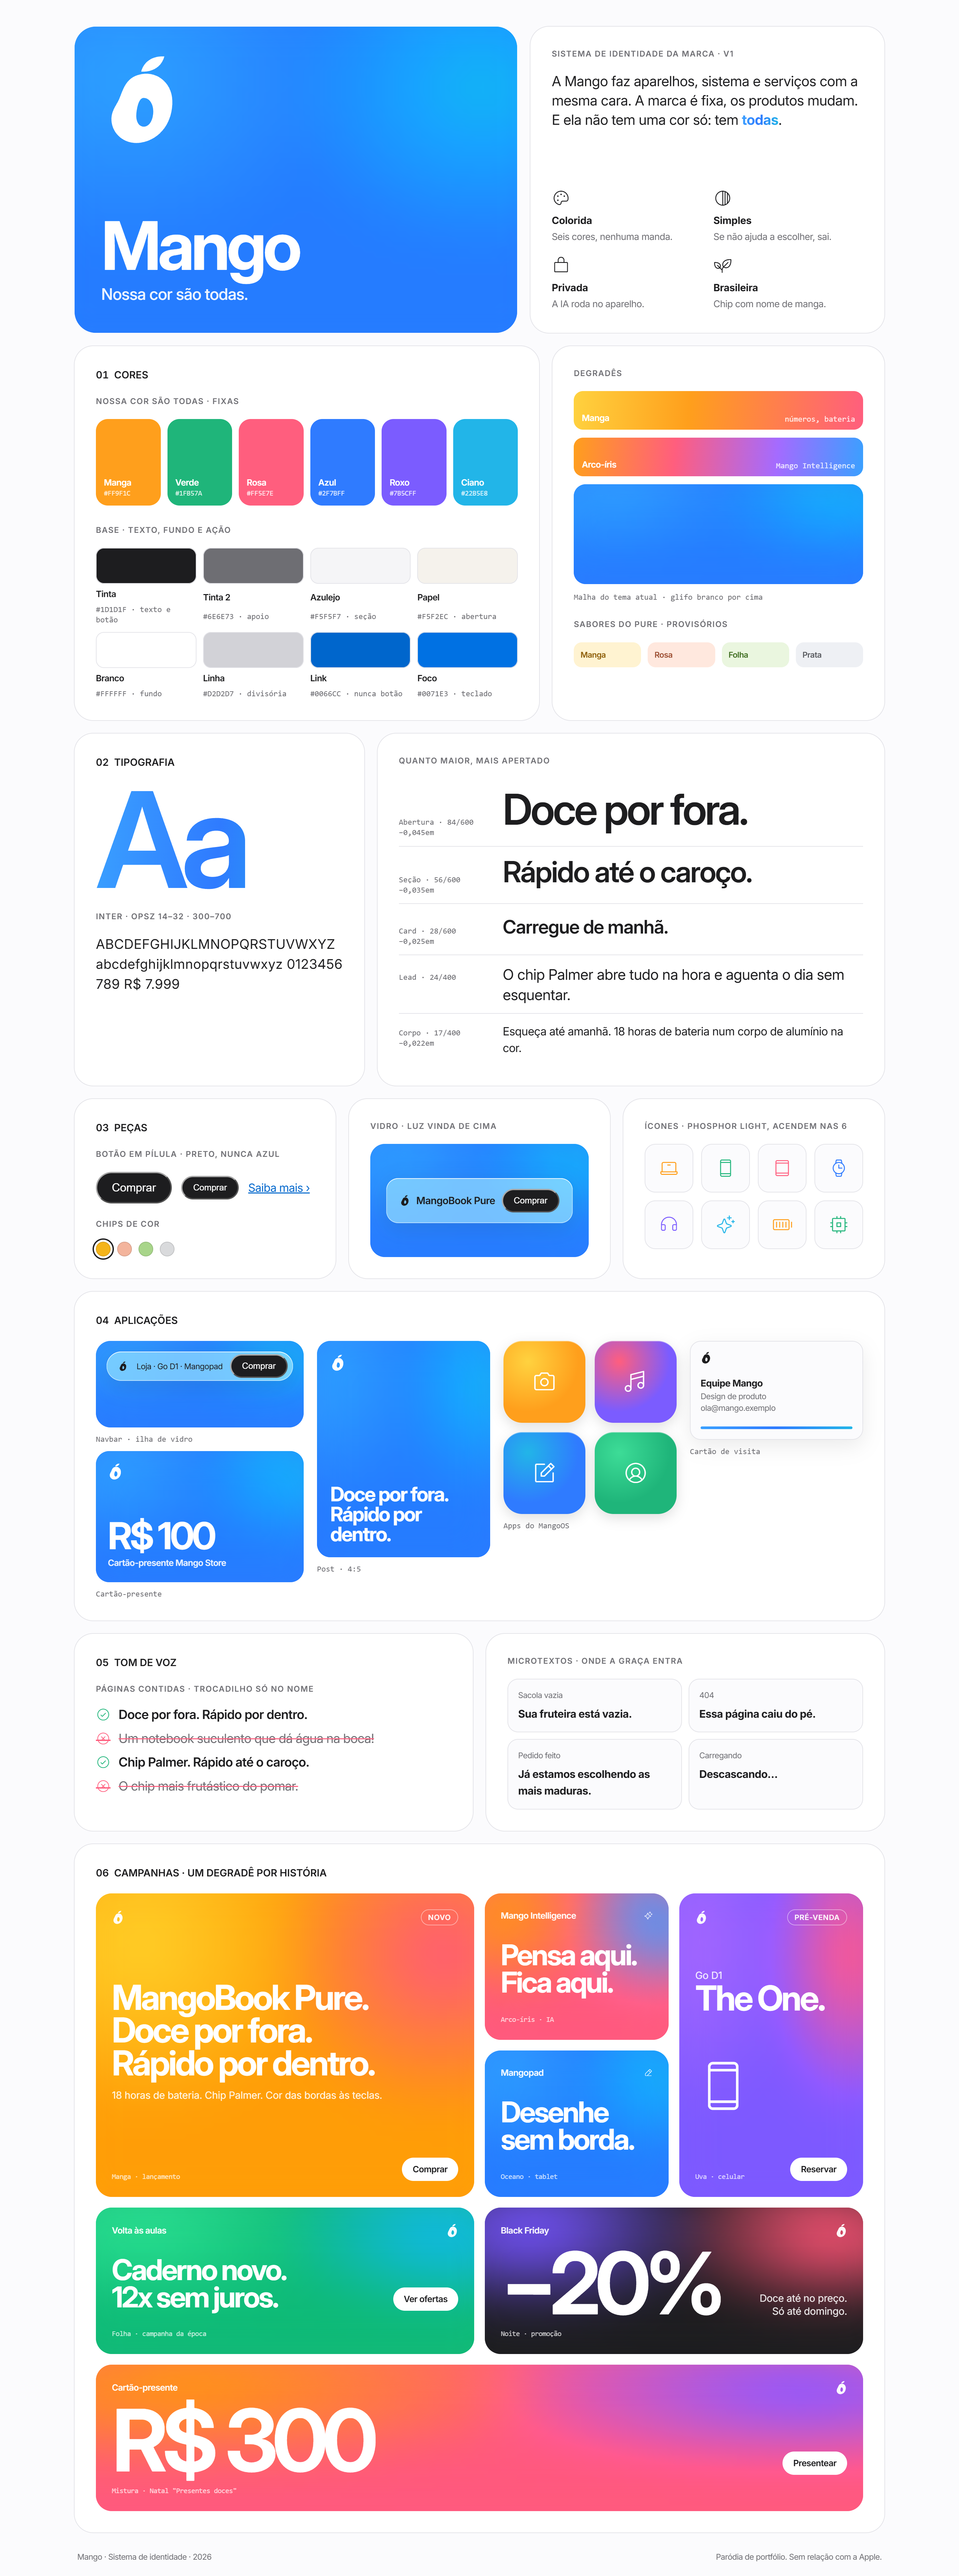 Mango
Nossa cor são todas.
SISTEMA DE IDENTIDADE DA MARCA · V1
A Mango faz aparelhos, sistema e serviços com a
mesma cara. A marca é fixa, os produtos mudam.
E ela não tem uma cor só: tem todas.
Colorida
Seis cores, nenhuma manda.
Simples
Se não ajuda a escolher, sai.
Privada
A IA roda no aparelho.
Brasileira
Chip com nome de manga.
01 CORES
NOSSA COR SÃO TODAS · FIXAS
Manga
#FF9F1C
Verde
#1FB57A
Rosa
#FF5E7E
Azul
#2F7BFF
Roxo
#7B5CFF
Ciano
#22B5E8
BASE · TEXTO, FUNDO E AÇÃO
Tinta
#1D1D1F · texto e
botão
Tinta 2
#6E6E73 · apoio
Azulejo
#F5F5F7 · seção
Papel
#F5F2EC · abertura
Branco
#FFFFFF · fundo
Linha
#D2D2D7 · divisória
Link
#0066CC · nunca botão
Foco
#0071E3 · teclado
DEGRADÊS
Manga
números, bateria
Arco-íris
Mango Intelligence
Malha do tema atual · glifo branco por cima
SABORES DO PURE · PROVISÓRIOS
Manga
Rosa
Folha
Prata
02 TIPOGRAFIA
Aa
INTER · OPSZ 14–32 · 300–700
ABCDEFGHIJKLMNOPQRSTUVWXYZ
abcdefghijklmnopqrstuvwxyz 0123456
789 R$ 7.999
QUANTO MAIOR, MAIS APERTADO
Abertura · 84/600
−0,045em
Doce por fora.
Seção · 56/600
−0,035em
Rápido até o caroço.
Card · 28/600
−0,025em
Carregue de manhã.
Lead · 24/400
O chip Palmer abre tudo na hora e aguenta o dia sem
esquentar.
Corpo · 17/400
−0,022em
Esqueça até amanhã. 18 horas de bateria num corpo de alumínio na
cor.
03 PEÇAS
BOTÃO EM PÍLULA · PRETO, NUNCA AZUL
Comprar
Comprar
Saiba mais ›
CHIPS DE COR
VIDRO · LUZ VINDA DE CIMA
MangoBook Pure
Comprar
ÍCONES · PHOSPHOR LIGHT, ACENDEM NAS 6
04 APLICAÇÕES
Loja · Go D1 · Mangopad
Comprar
Navbar · ilha de vidro
R$ 100
Cartão-presente Mango Store
Cartão-presente
Doce por fora.
Rápido por
dentro.
Post · 4:5
Apps do MangoOS
Equipe Mango
Design de produto
ola@mango.exemplo
Cartão de visita
05 TOM DE VOZ
PÁGINAS CONTIDAS · TROCADILHO SÓ NO NOME
Doce por fora. Rápido por dentro.
Um notebook suculento que dá água na boca!
Chip Palmer. Rápido até o caroço.
O chip mais frutástico do pomar.
MICROTEXTOS · ONDE A GRAÇA ENTRA
Sacola vazia
Sua fruteira está vazia.
404
Essa página caiu do pé.
Pedido feito
Já estamos escolhendo as
mais maduras.
Carregando
Descascando…
06 CAMPANHAS · UM DEGRADÊ POR HISTÓRIA
NOVO
MangoBook Pure.
Doce por fora.
Rápido por dentro.
18 horas de bateria. Chip Palmer. Cor das bordas às teclas.
Manga · lançamento
Comprar
Mango Intelligence
Pensa aqui.
Fica aqui.
Arco-íris · IA
Mangopad
Desenhe
sem borda.
Oceano · tablet
PRÉ-VENDA
Go D1
The One.
Uva · celular
Reservar
Volta às aulas
Caderno novo.
12x sem juros.
Folha · campanha da época
Ver ofertas
Black Friday
−20%
Doce até no preço.
Só até domingo.
Noite · promoção
Cartão-presente
R$ 300
Mistura · Natal "Presentes doces"
Presentear
Mango · Sistema de identidade · 2026
Paródia de portfólio. Sem relação com a Apple.